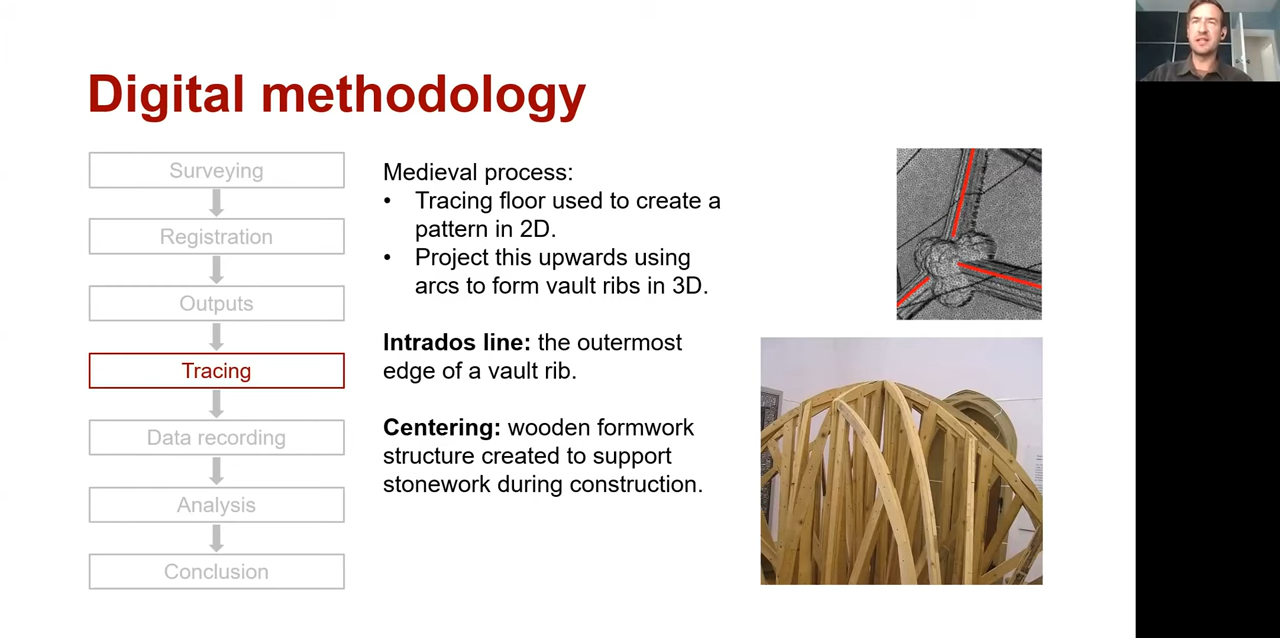 Digital methodology
Surveying
Registration
Outputs
Tracing
Data recording
Analysis
Conclusion
Medieval process:
• Tracing floor used to create a
pattern in 2D.
• Project this upwards using
arcs to form vault ribs in 3D.
Intrados line: the outermost
edge of a vault rib.
Centering: wooden formwork
structure created to support
stonework during construction.